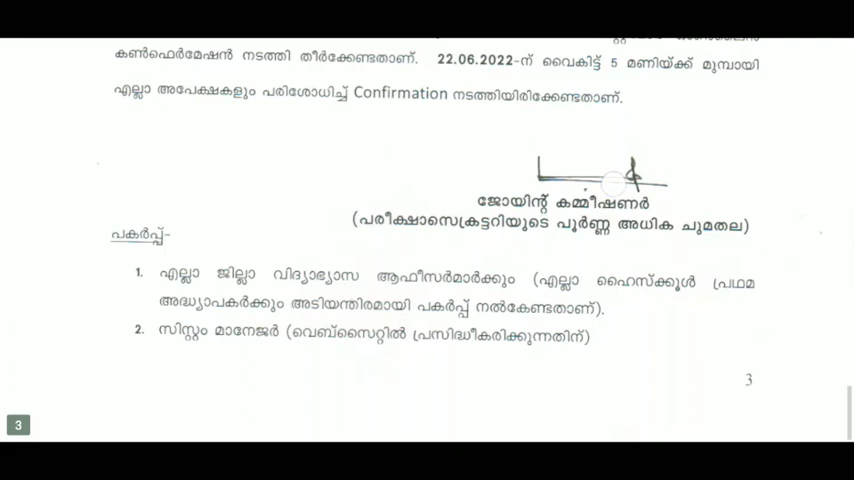 കൺഫെർമേഷൻ നടത്തി തീർക്കേണ്ടതാണ്. 22.06.2022-ന് വൈകിട്ട് 5 മണിയ്ക്ക് മുമ്പായി
എല്ലാ അപേക്ഷകളും പരിശോധിച്ച് Confirmation നടത്തിയിരിക്കേണ്ടതാണ്.
ജോയിന്റ് കമ്മീഷണർ
(പരീക്ഷാസെക്രട്ടറിയുടെ പൂർണ്ണ അധിക ചുമതല)
പകർപ്പ്-
1. എല്ലാ ജില്ലാ വിദ്യാഭ്യാസ ആഫീസർമാർക്കും (എല്ലാ ഹൈസ്ക്കൂൾ പ്രഥമ
അദ്ധ്യാപകർക്കും അടിയന്തിരമായി പകർപ്പ് നൽകേണ്ടതാണ്).
2. സിസ്റ്റം മാനേജർ (വെബ്സൈറ്റിൽ പ്രസിദ്ധീകരിക്കുന്നതിന്)
3
3